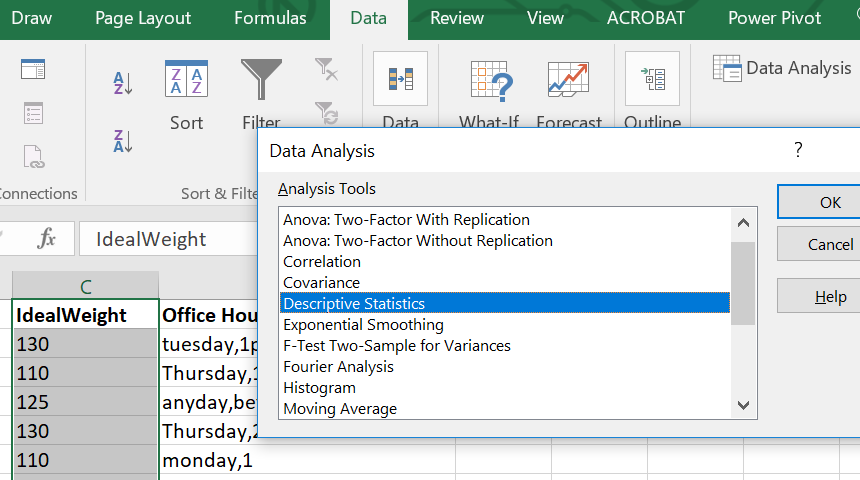 Draw Page Layout Formulas Data Review View ACROBAT Power Pivot
Sort Filter Data What-If Forecast Outline Data Analysis
onnections Sort & Filte
Data Analysis ?
Analysis Tools
Anova: Two-Factor With Replication
Anova: Two-Factor Without Replication
Correlation
Covariance
Descriptive Statistics
Exponential Smoothing
F-Test Two-Sample for Variances
Fourier Analysis
Histogram
Moving Average
OK
Cancel
Help
fx IdealWeight
C
IdealWeight Office Hou
130 tuesday,1p
110 Thursday,1
125 anyday,be
130 Thursday,2
110 monday,1